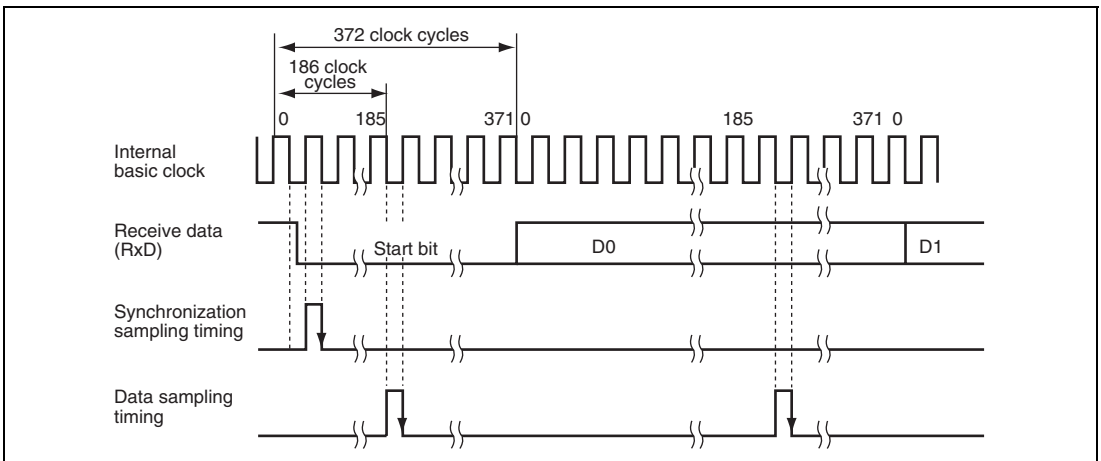 372 clock cycles
186 clock
cycles
0 185 371 0 185 371 0
Internal
basic clock
Receive data
(RxD)
Start bit D0 D1
Synchronization
sampling timing
Data sampling
timing